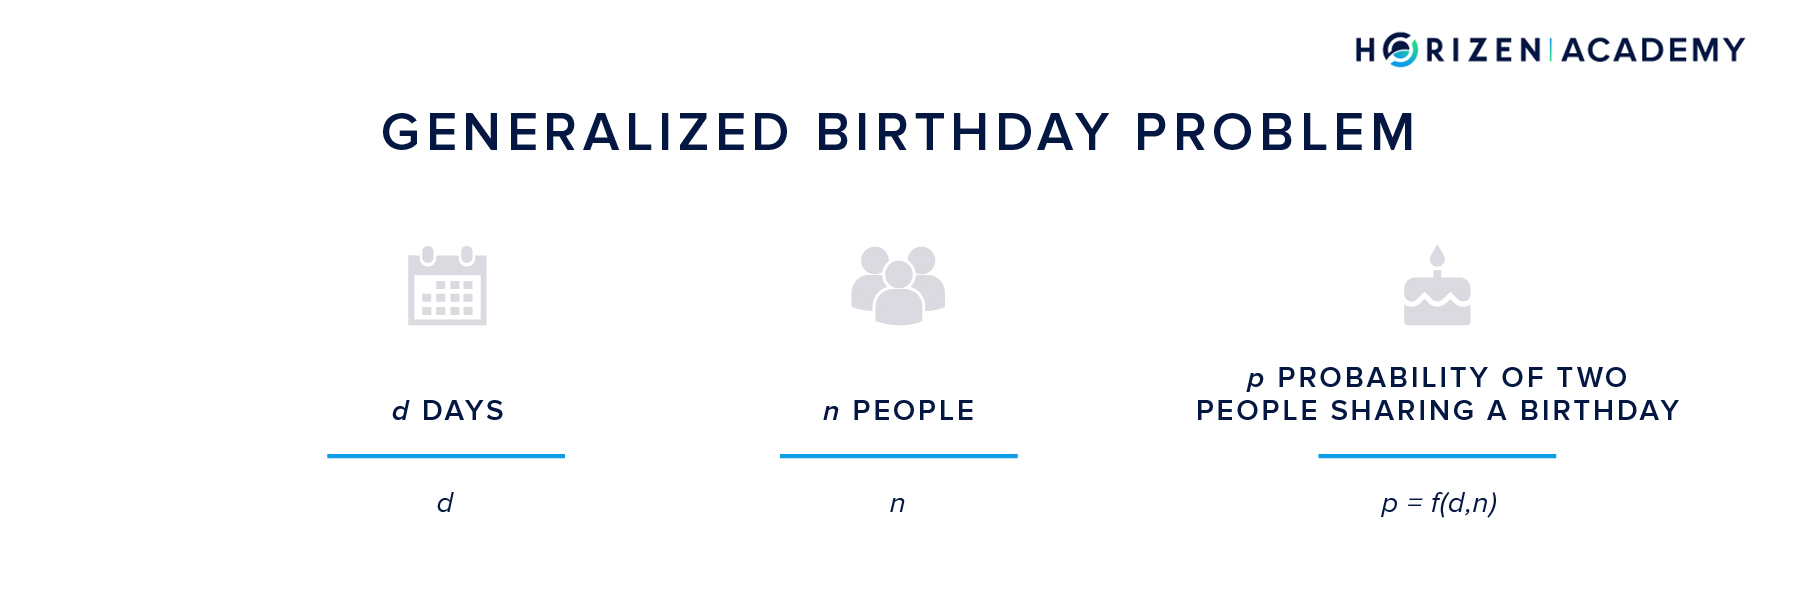 HORIZEN | ACADEMY
GENERALIZED BIRTHDAY PROBLEM
d DAYS
n PEOPLE
p PROBABILITY OF TWO
PEOPLE SHARING A BIRTHDAY
d
n
p = f(d,n)